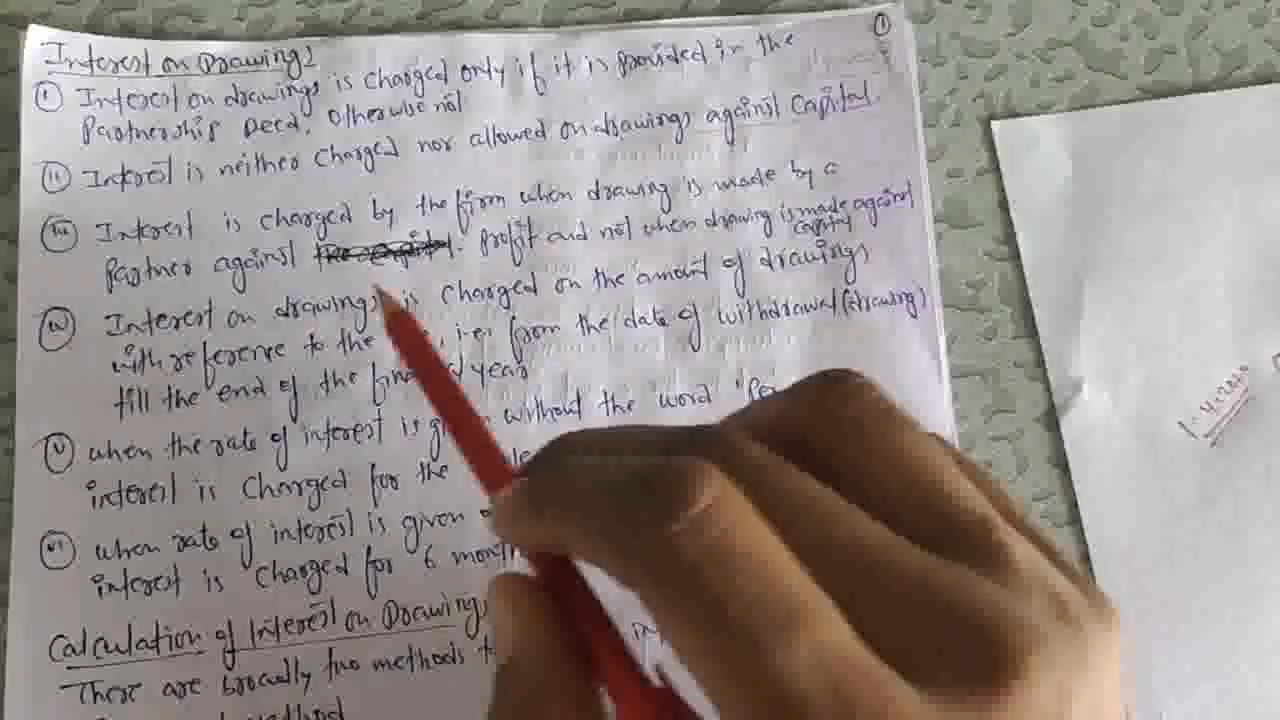 ①
Interest on Drawings
① Interest on drawings is charged only if it is provided in the
Partnership Deed, otherwise not
ii Interest is neither Charged nor allowed on drawings against Capital.
iii Interest is charged by the firm when drawing is made by a
Partner against Profit and not when drawing is made against
capital
iv Interest on drawings is charged on the amount of drawings
with reference to the i.e. from the date of withdrawal (drawing)
till the end of the year
v when the rate of interest is without the word
interest is Charged for the
vi when rate of interest is given
interest is Charged for 6
Calculation of Interest on Drawings
There are broadly two methods
1.4.2020